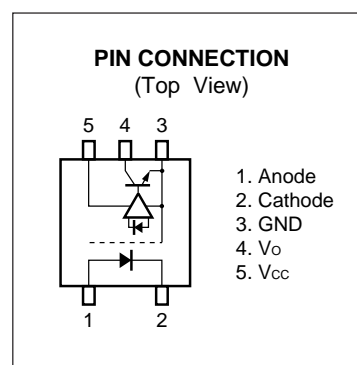 PIN CONNECTION
(Top View)
5 4 3
1. Anode
2. Cathode
3. GND
4. Vo
5. Vcc
1 2